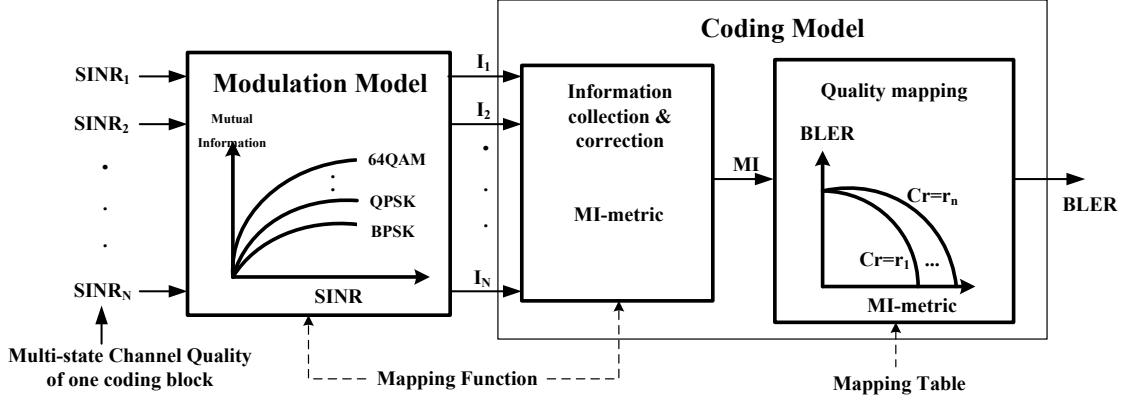 Coding Model
SINR₁
SINR₂
.
.
.
SINR_N
Multi-state Channel Quality
of one coding block
Modulation Model
Mutual
Information
64QAM
...
QPSK
BPSK
SINR
I₁
I₂
.
.
.
I_N
Information
collection &
correction
MI-metric
MI
Quality mapping
BLER
Cr=rₙ
Cr=r₁ ...
MI-metric
BLER
Mapping Function
Mapping Table